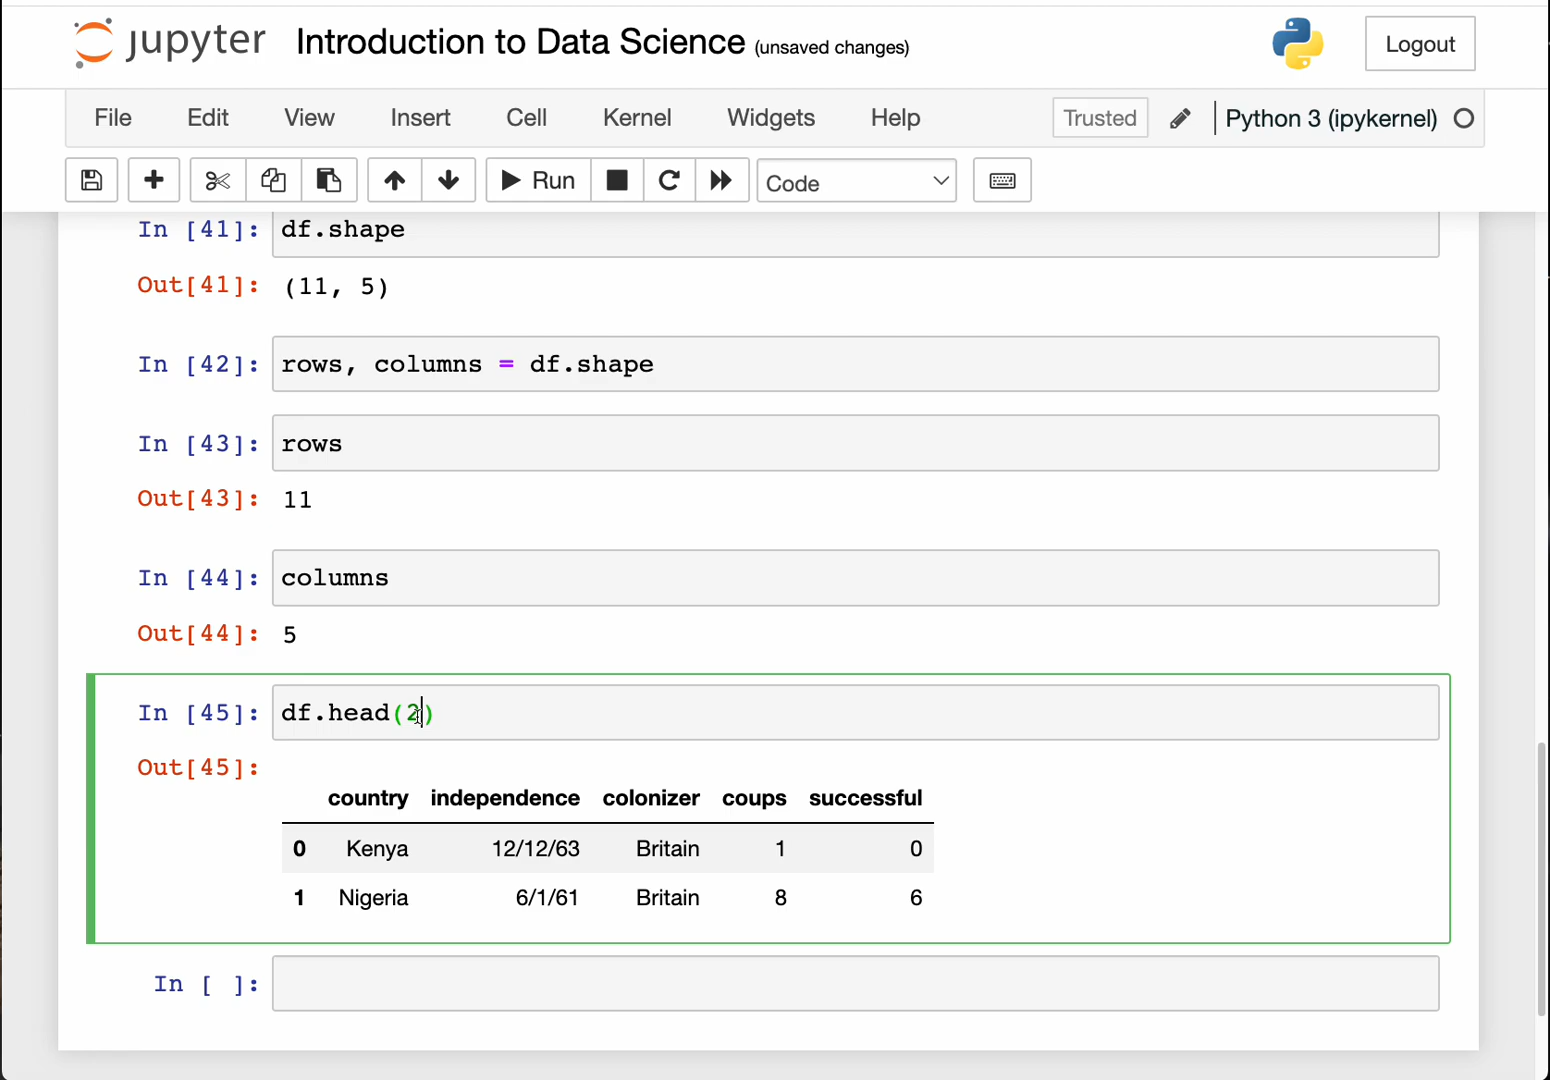 jupyter Introduction to Data Science (unsaved changes) Logout
File Edit View Insert Cell Kernel Widgets Help Trusted Python 3 (ipykernel)
Run Code
In [41]: df.shape
Out[41]: (11, 5)
In [42]: rows, columns = df.shape
In [43]: rows
Out[43]: 11
In [44]: columns
Out[44]: 5
In [45]: df.head(2)
Out[45]:
country independence colonizer coups successful
0 Kenya 12/12/63 Britain 1 0
1 Nigeria 6/1/61 Britain 8 6
In [ ]: